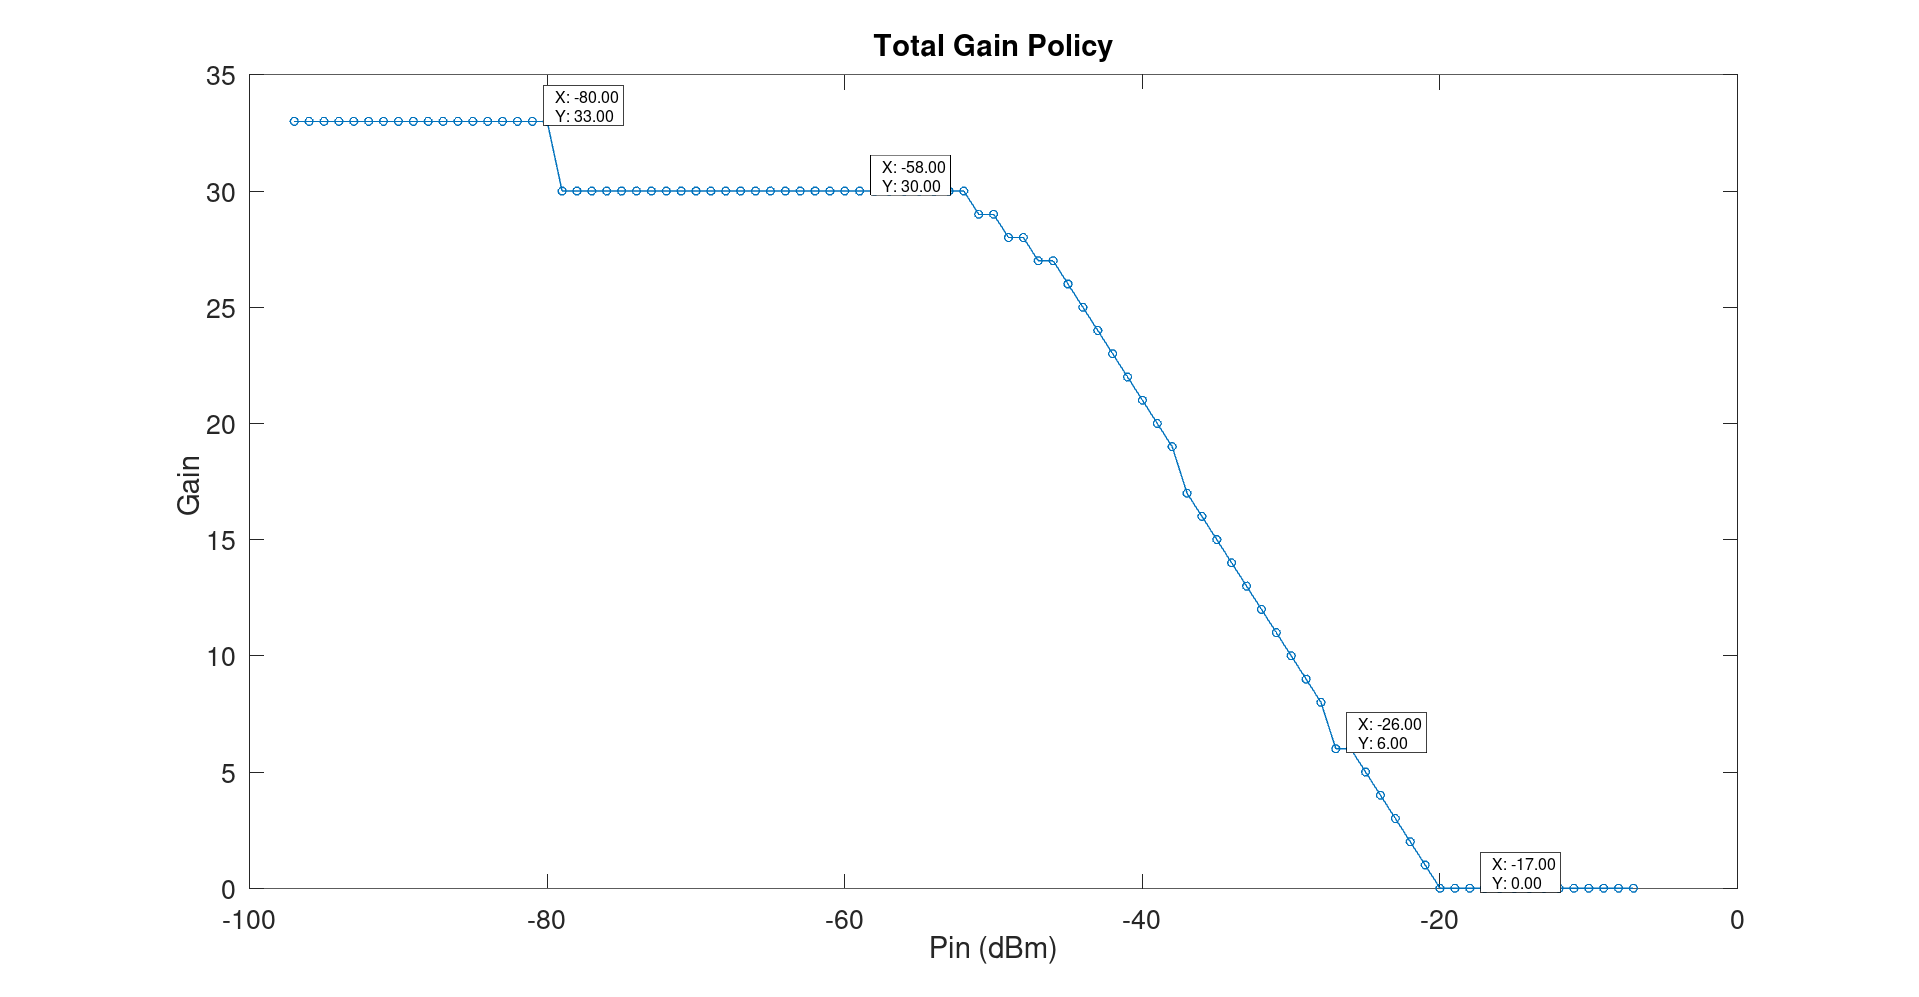 Total Gain Policy
35
30
25
20
15
10
5
0
Gain
X: -80.00
Y: 33.00
X: -58.00
Y: 30.00
X: -26.00
Y: 6.00
X: -17.00
Y: 0.00
-100 -80 -60 -40 -20 0
Pin (dBm)